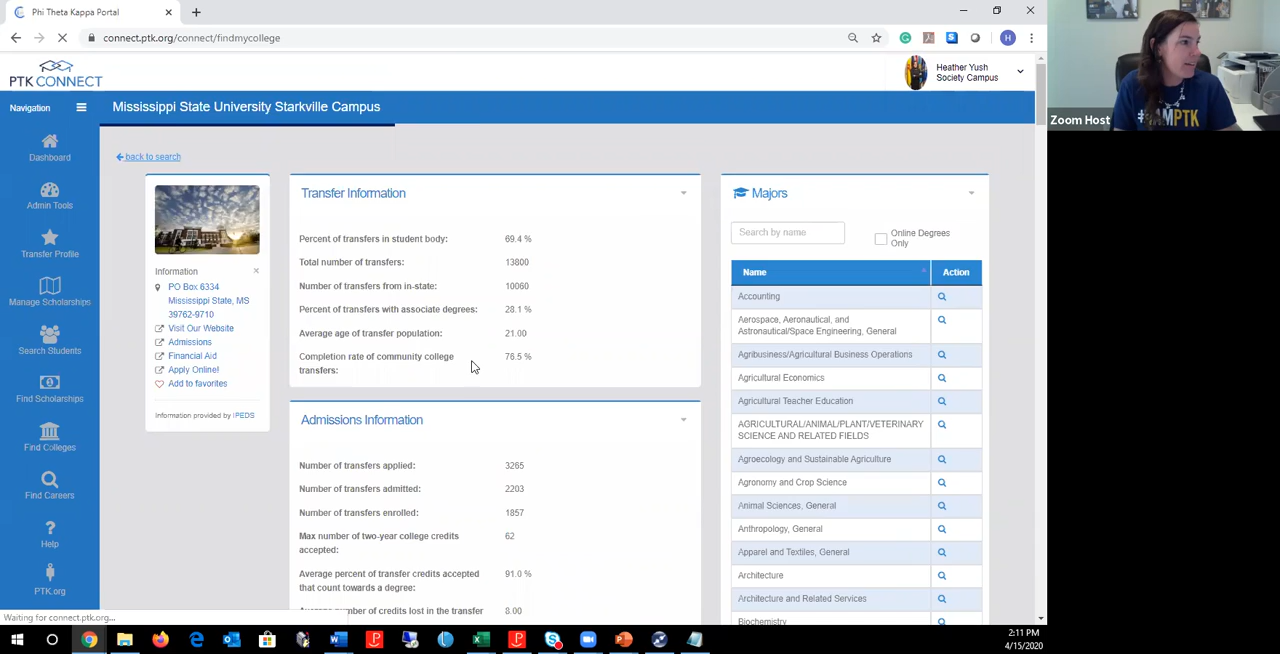 Phi Theta Kappa Portal
connect.ptk.org/connect/findmycollege
H
PTK CONNECT
Heather Yush
Society Campus
Navigation
Mississippi State University Starkville Campus
Dashboard
Admin Tools
Transfer Profile
Manage Scholarships
Search Students
Find Scholarships
Find Colleges
Find Careers
Help
PTK.org
back to search
Information
PO Box 6334
Mississippi State, MS
39762-9710
Visit Our Website
Admissions
Financial Aid
Apply Online!
Add to favorites
Information provided by IPEDS
Transfer Information
Percent of transfers in student body: 69.4 %
Total number of transfers: 13800
Number of transfers from in-state: 10060
Percent of transfers with associate degrees: 28.1 %
Average age of transfer population: 21.00
Completion rate of community college 76.5 %
transfers:
Admissions Information
Number of transfers applied: 3265
Number of transfers admitted: 2203
Number of transfers enrolled: 1857
Max number of two-year college credits 62
accepted:
Average percent of transfer credits accepted 91.0 %
that count towards a degree:
Average number of credits lost in the transfer 8.00
Majors
Search by name
Online Degrees
Only
Name Action
Accounting
Aerospace, Aeronautical, and
Astronautical/Space Engineering, General
Agribusiness/Agricultural Business Operations
Agricultural Economics
Agricultural Teacher Education
AGRICULTURAL/ANIMAL/PLANT/VETERINARY
SCIENCE AND RELATED FIELDS
Agroecology and Sustainable Agriculture
Agronomy and Crop Science
Animal Sciences, General
Anthropology, General
Apparel and Textiles, General
Architecture
Architecture and Related Services
Biochemistry
Waiting for connect.ptk.org...
2:11 PM
4/15/2020
Zoom Host
PTK